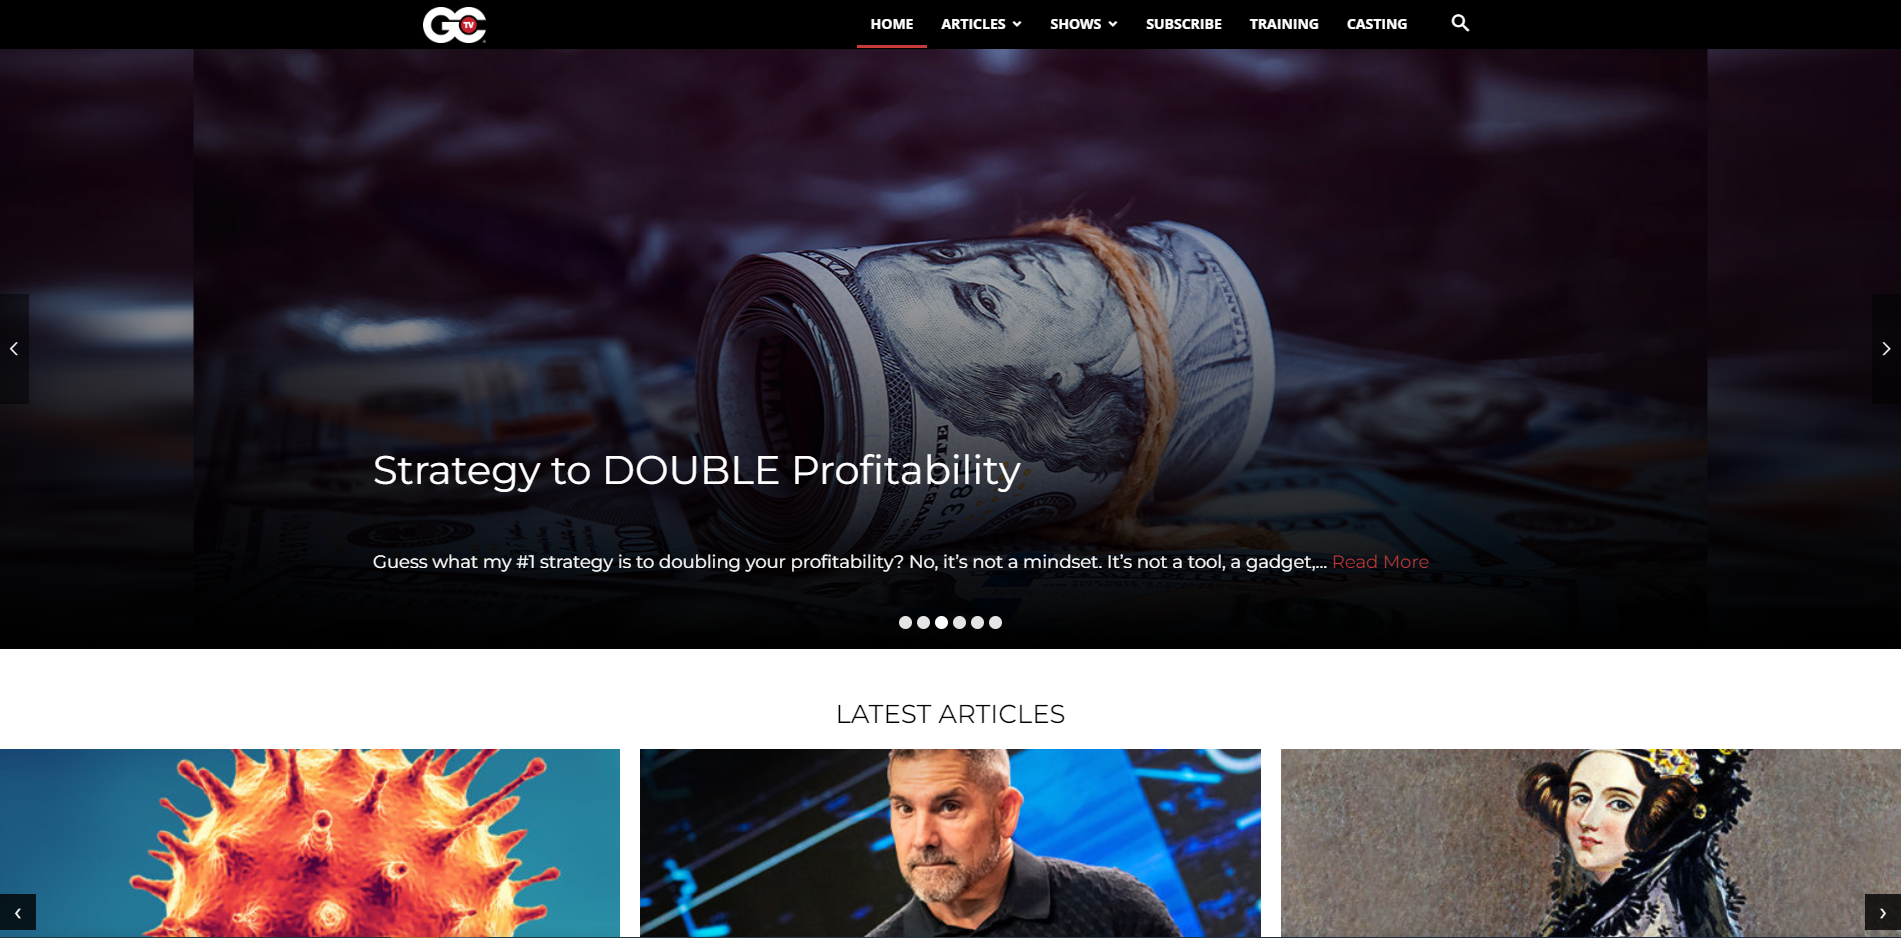 GC TV
HOME ARTICLES SHOWS SUBSCRIBE TRAINING CASTING
Strategy to DOUBLE Profitability
Guess what my #1 strategy is to doubling your profitability? No, it’s not a mindset. It’s not a tool, a gadget,... Read More
LATEST ARTICLES